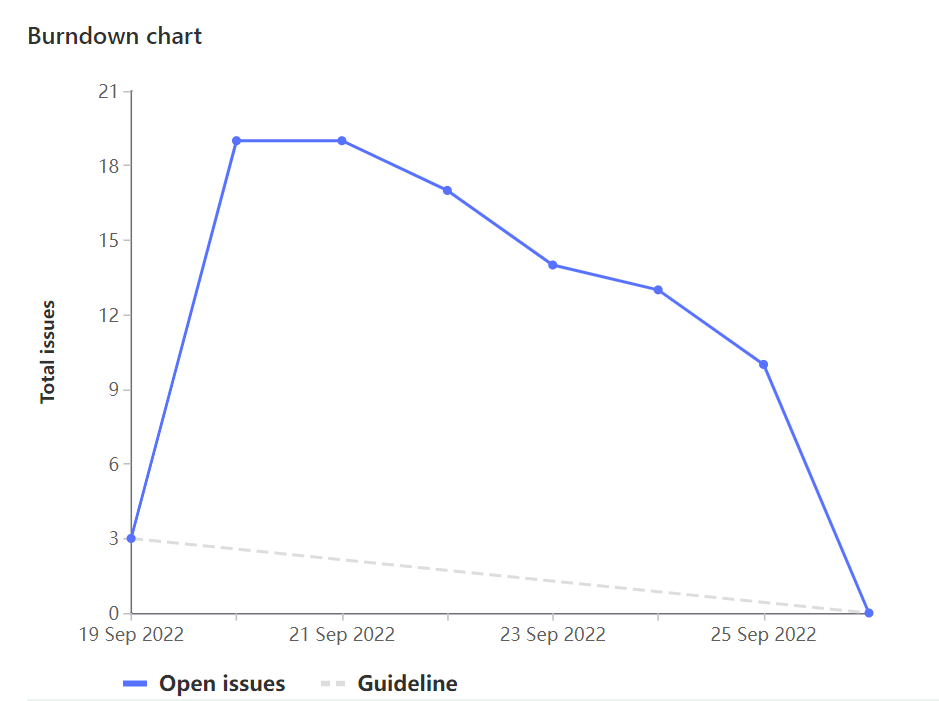 Burndown chart
21
18
15
12
9
6
3
0
Total issues
19 Sep 2022
21 Sep 2022
23 Sep 2022
25 Sep 2022
Open issues
Guideline